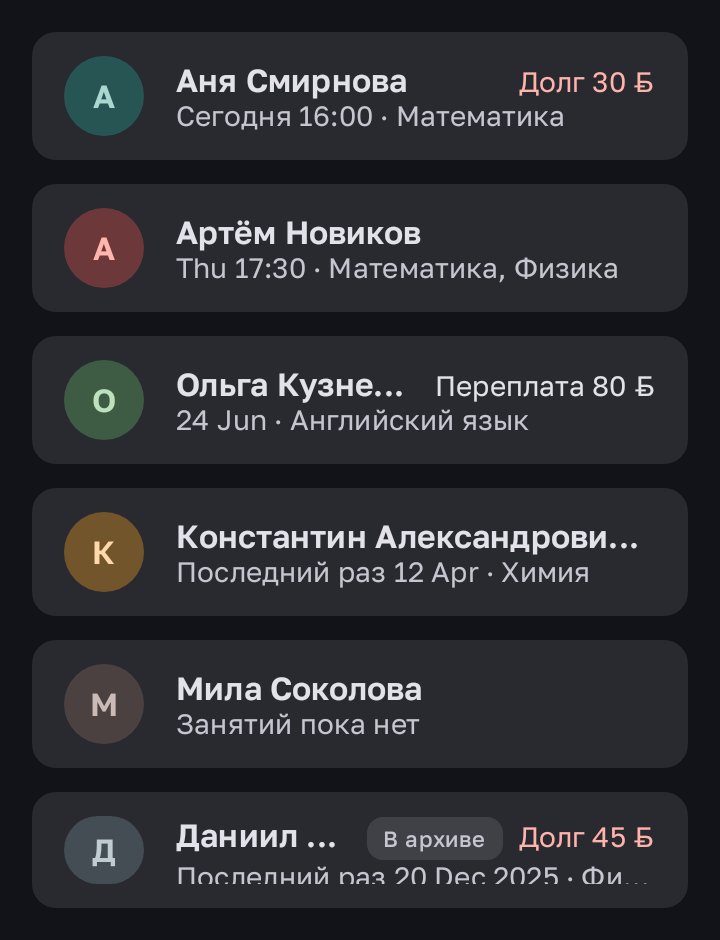 А
Аня Смирнова
Долг 30 Ƃ
Сегодня 16:00 · Математика
А
Артём Новиков
Thu 17:30 · Математика, Физика
О
Ольга Кузне...
Переплата 80 Ƃ
24 Jun · Английский язык
К
Константин Александрови...
Последний раз 12 Apr · Химия
М
Мила Соколова
Занятий пока нет
Д
Даниил ...
В архиве
Долг 45 Ƃ
Последний раз 20 Dec 2025 · Фи...